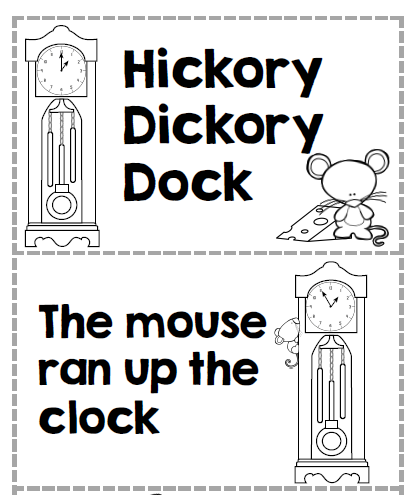 Hickory
Dickory
Dock
The mouse
ran up the
clock